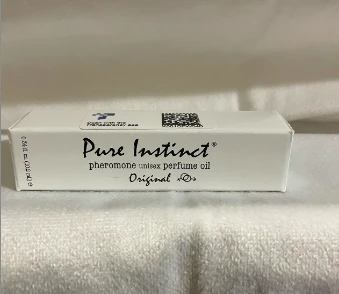 Pure Instinct®
pheromone unisex perfume oil
Original